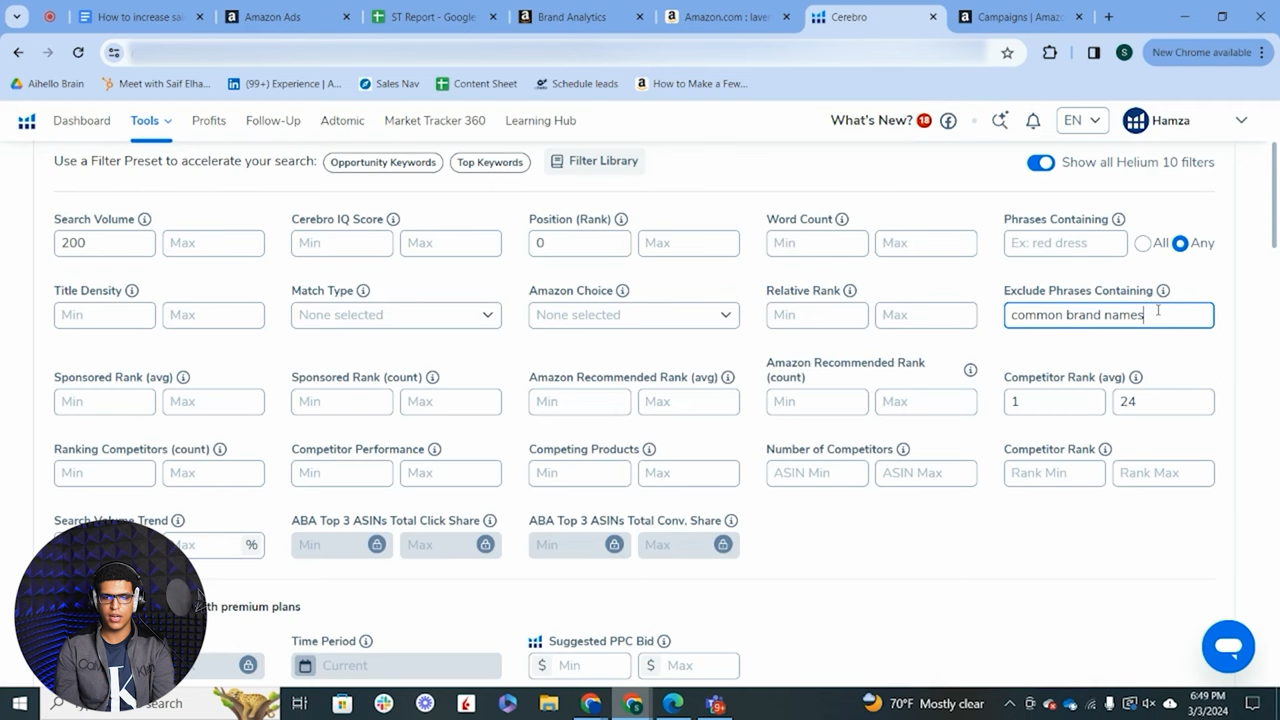 How to increase sal
Amazon Ads
ST Report - Google
Brand Analytics
Amazon.com : lave
Cerebro
Campaigns | Amaz
S
New Chrome available
Aihello Brain
Meet with Saif Elha...
(99+) Experience | A...
Sales Nav
Content Sheet
Schedule leads
How to Make a Few...
Dashboard
Tools
Profits
Follow-Up
Adtomic
Market Tracker 360
Learning Hub
What's New? 18
EN
Hamza
Use a Filter Preset to accelerate your search:
Opportunity Keywords
Top Keywords
Filter Library
Show all Helium 10 filters
Search Volume
Cerebro IQ Score
Position (Rank)
Word Count
Phrases Containing
200 Max
Min Max
0 Max
Min Max
Ex: red dress All Any
Title Density
Match Type
Amazon Choice
Relative Rank
Exclude Phrases Containing
Min Max
None selected
None selected
Min Max
common brand names
Sponsored Rank (avg)
Sponsored Rank (count)
Amazon Recommended Rank (avg)
Amazon Recommended Rank
(count)
Competitor Rank (avg)
Min Max
Min Max
Min Max
Min Max
1 24
Ranking Competitors (count)
Competitor Performance
Competing Products
Number of Competitors
Competitor Rank
Min Max
Min Max
Min Max
ASIN Min ASIN Max
Rank Min Rank Max
Search Volume Trend
ABA Top 3 ASINs Total Click Share
ABA Top 3 ASINs Total Conv. Share
Max %
Min Max
Min Max
th premium plans
Time Period
Suggested PPC Bid
Current
$ Min $ Max
search
9+
70°F Mostly clear
6:49 PM
3/3/2024